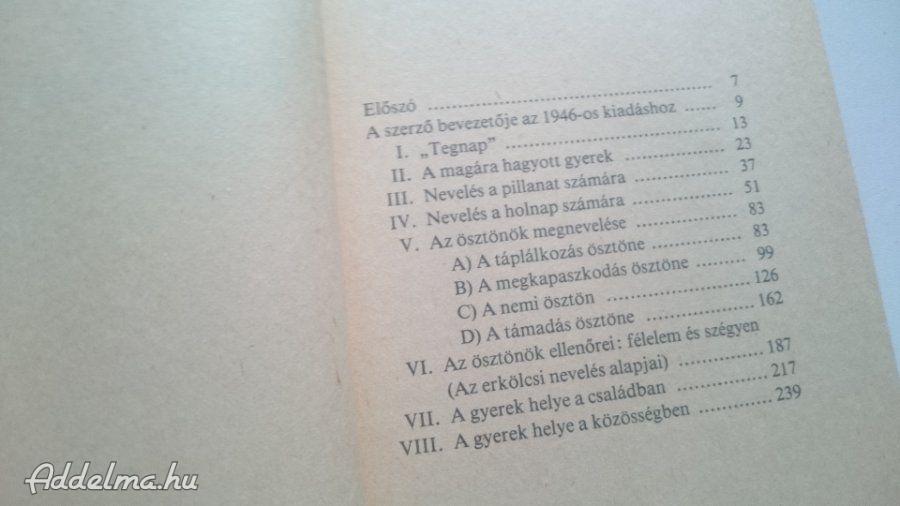 Előszó ........ 7
A szerző bevezetője az 1946-os kiadáshoz ...... 9
I. „Tegnap” ........ 13
II. A magára hagyott gyerek ........ 23
III. Nevelés a pillanat számára ........ 37
IV. Nevelés a holnap számára ........ 51
V. Az ösztönök megnevelése ........ 83
A) A táplálkozás ösztöne ........ 83
B) A megkapaszkodás ösztöne ........ 99
C) A nemi ösztön ........ 126
D) A támadás ösztöne ........ 162
VI. Az ösztönök ellenőrei: félelem és szégyen
(Az erkölcsi nevelés alapjai) ........ 187
VII. A gyerek helye a családban ........ 217
VIII. A gyerek helye a közösségben ........ 239
Addelma.hu